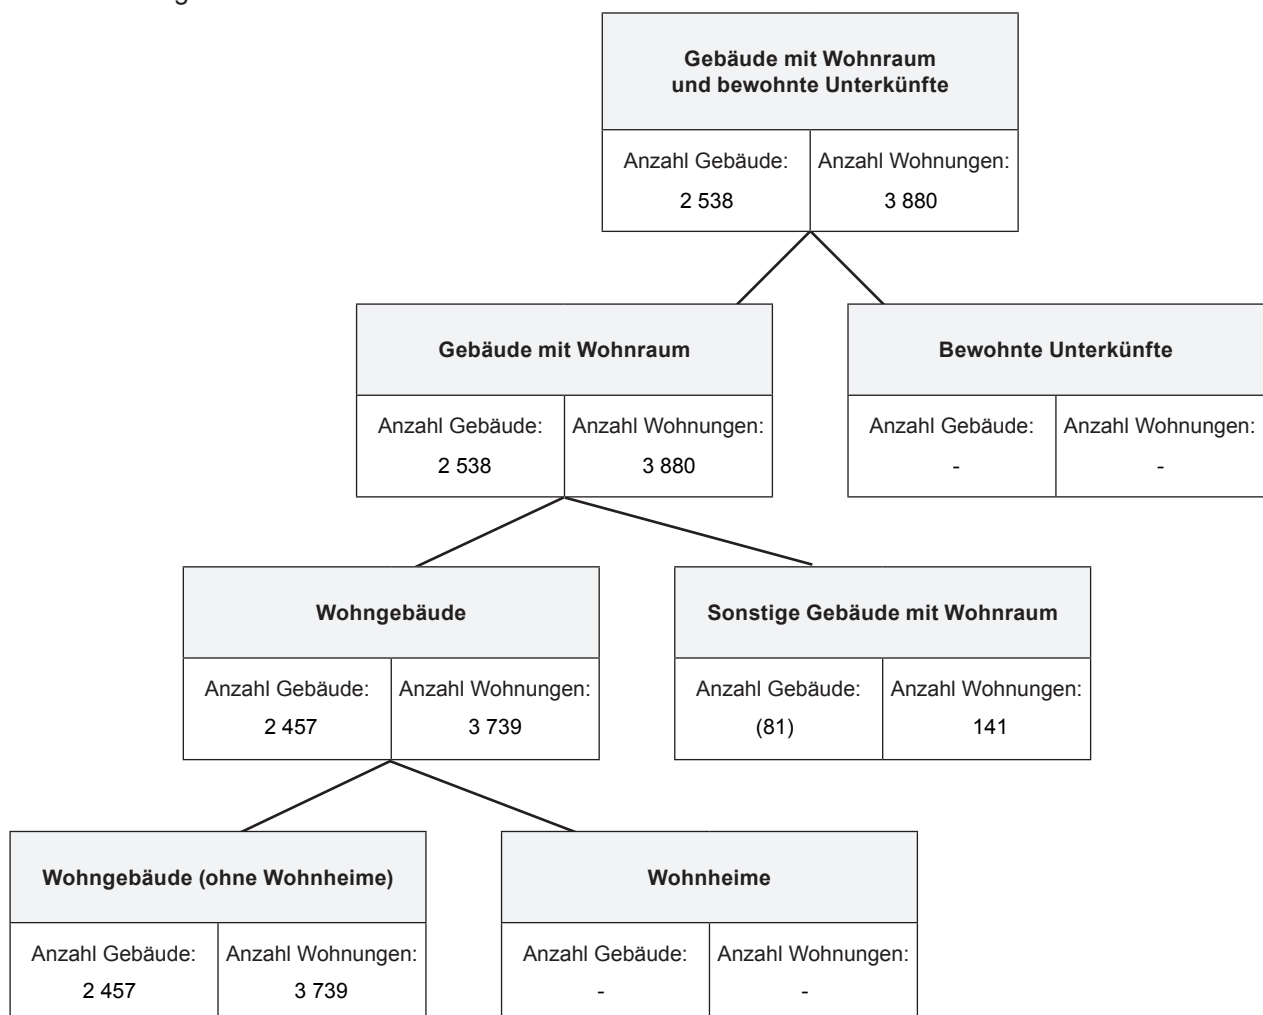 Gebäude mit Wohnraum
und bewohnte Unterkünfte
Anzahl Gebäude: Anzahl Wohnungen:
2 538 3 880
Gebäude mit Wohnraum Bewohnte Unterkünfte
Anzahl Gebäude: Anzahl Wohnungen: Anzahl Gebäude: Anzahl Wohnungen:
2 538 3 880 - -
Wohngebäude Sonstige Gebäude mit Wohnraum
Anzahl Gebäude: Anzahl Wohnungen: Anzahl Gebäude: Anzahl Wohnungen:
2 457 3 739 (81) 141
Wohngebäude (ohne Wohnheime) Wohnheime
Anzahl Gebäude: Anzahl Wohnungen: Anzahl Gebäude: Anzahl Wohnungen:
2 457 3 739 - -